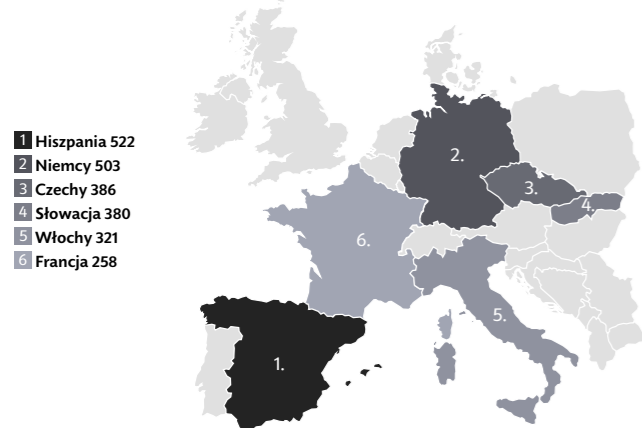 1 Hiszpania 522
2 Niemcy 503
3 Czechy 386
4 Słowacja 380
5 Włochy 321
6 Francja 258
2.
3.
4.
6.
5.
1.